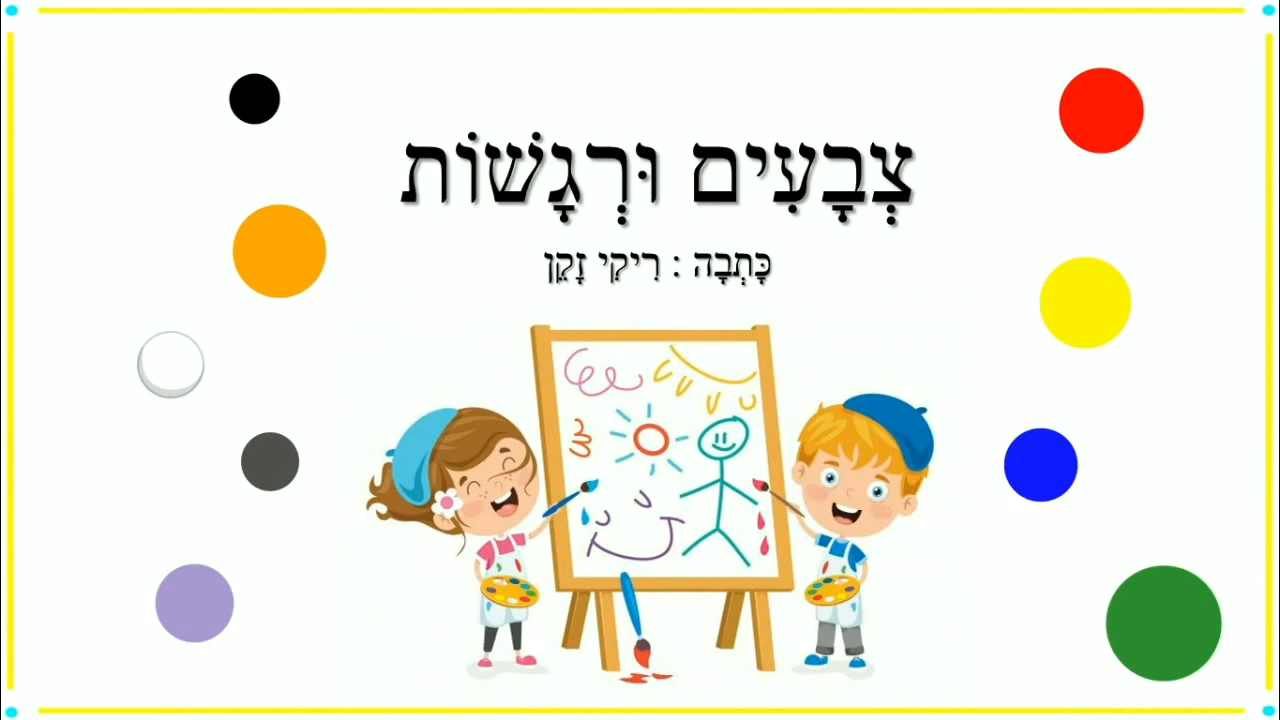 צְבָעִים וּרְגָשׁוֹת
כָּתְבָה : רִיקִי זָקֵן